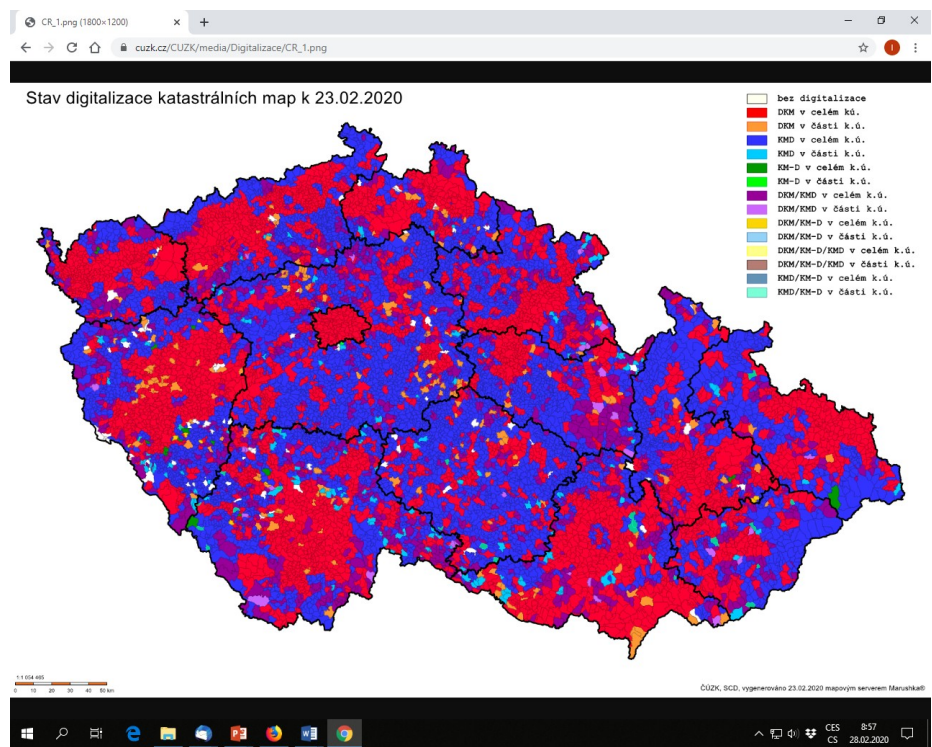 CR_1.png (1800×1200)
cuzk.cz/CUZK/media/Digitalizace/CR_1.png
I
Stav digitalizace katastrálních map k 23.02.2020
bez digitalizace
DKM v celém kú.
DKM v části k.ú.
KMD v celém k.ú.
KMD v části k.ú.
KM-D v celém k.ú.
KM-D v části k.ú.
DKM/KMD v celém k.ú.
DKM/KMD v části k.ú.
DKM/KM-D v celém k.ú.
DKM/KM-D v části k.ú.
DKM/KM-D/KMD v celém k.ú.
DKM/KM-D/KMD v části k.ú.
KMD/KM-D v celém k.ú.
KMD/KM-D v části k.ú.
0 10 20 30 40 50 km
ČÚZK, SCD, vygenerováno 23.02.2020 mapovým serverem Marushka®
CES 8:57
CS 28.02.2020